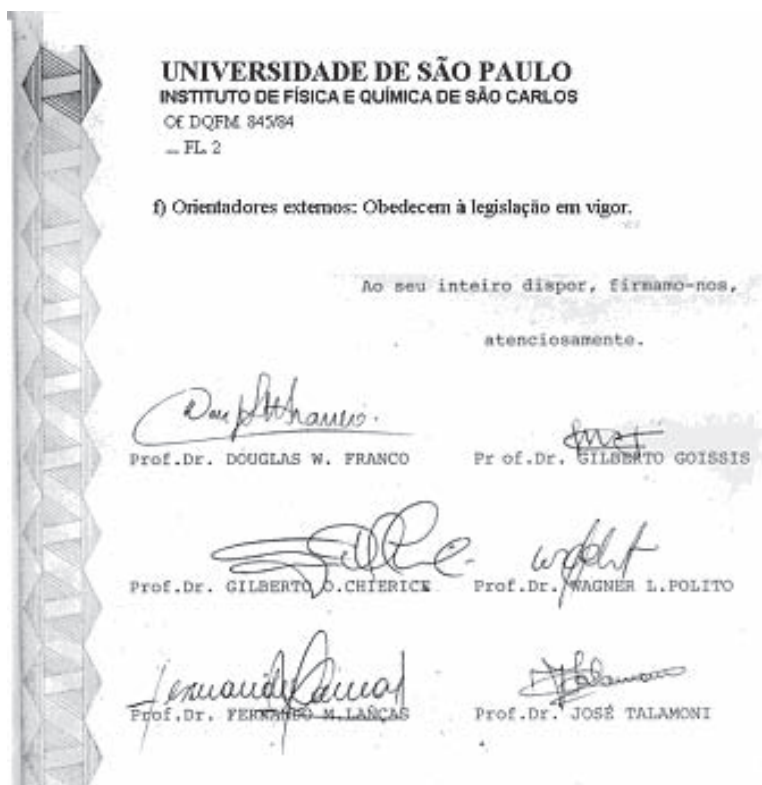 UNIVERSIDADE DE SÃO PAULO
INSTITUTO DE FÍSICA E QUÍMICA DE SÃO CARLOS
Of. DQFM. 845/84
... FL. 2
f) Orientadores externos: Obedecem à legislação em vigor.
Ao seu inteiro dispor, firmamo-nos,
atenciosamente.
Prof.Dr. DOUGLAS W. FRANCO Pr of.Dr. GILBERTO GOISSIS
Prof.Dr. GILBERTO O.CHIERICE Prof.Dr. WAGNER L.POLITO
Prof.Dr. FERNANDO M.LANÇAS Prof.Dr. JOSÉ TALAMONI